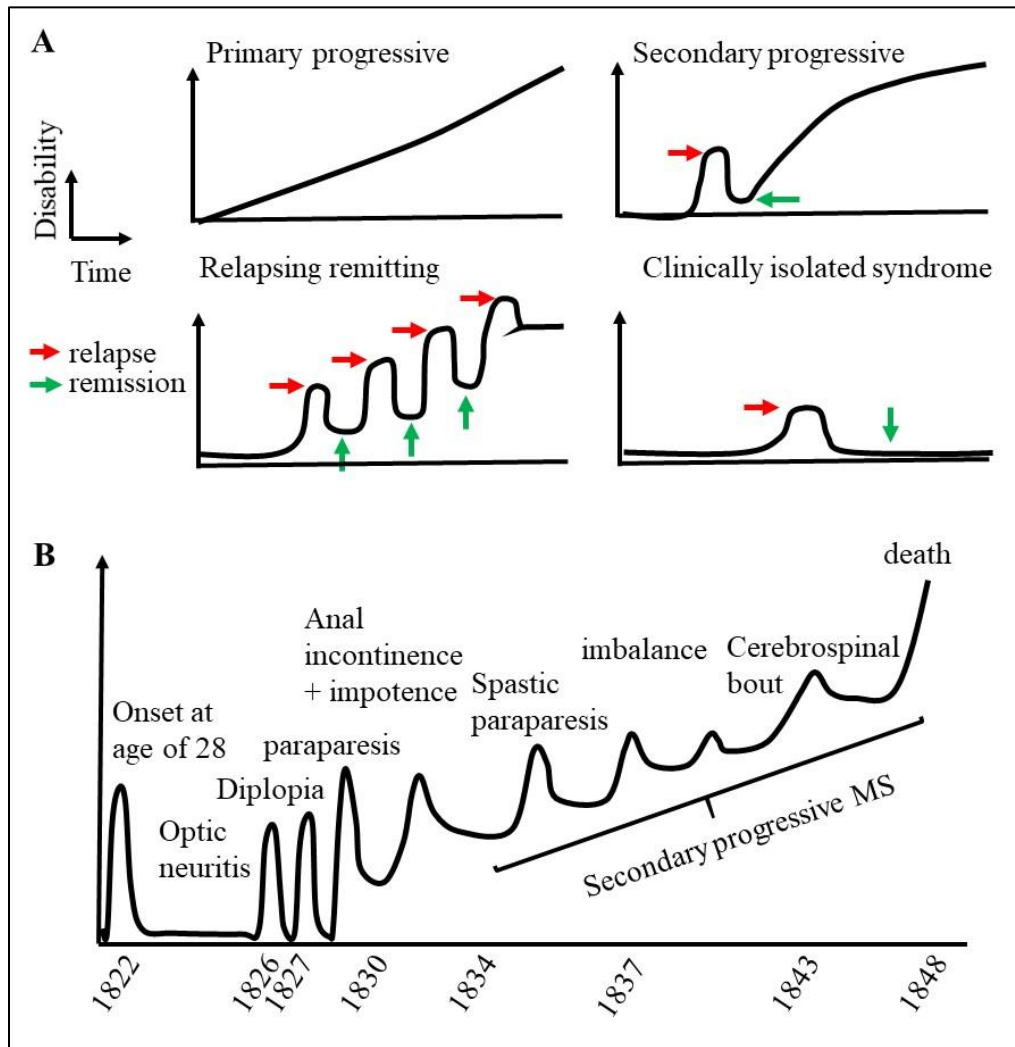 A
Primary progressive
Secondary progressive
Disability
Time
Relapsing remitting
Clinically isolated syndrome
relapse
remission
B
death
Anal
incontinence
+ impotence
imbalance
Cerebrospinal
bout
Spastic
paraparesis
Onset at
age of 28
paraparesis
Diplopia
Optic
neuritis
Secondary progressive MS
1822
1826
1827
1830
1834
1837
1843
1848